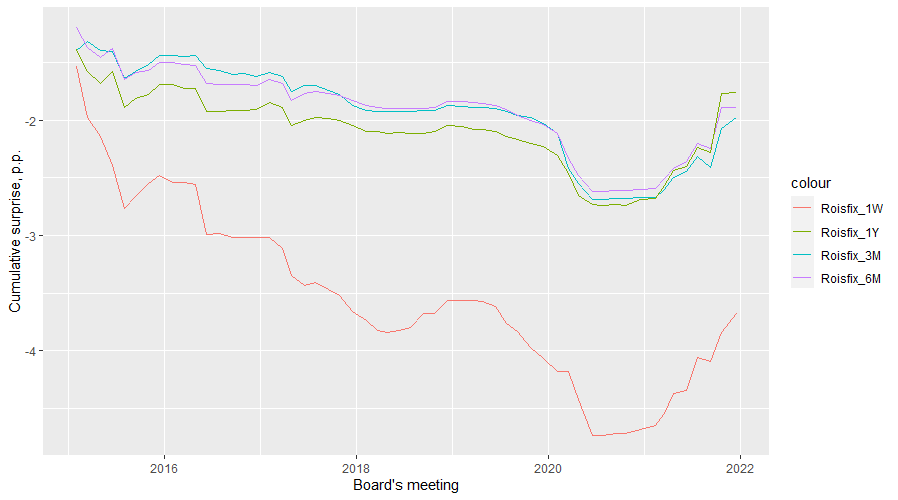 Cumulative surprise, p.p.
-2
-3
-4
2016
2018
2020
2022
Board's meeting
colour
Roisfix_1W
Roisfix_1Y
Roisfix_3M
Roisfix_6M